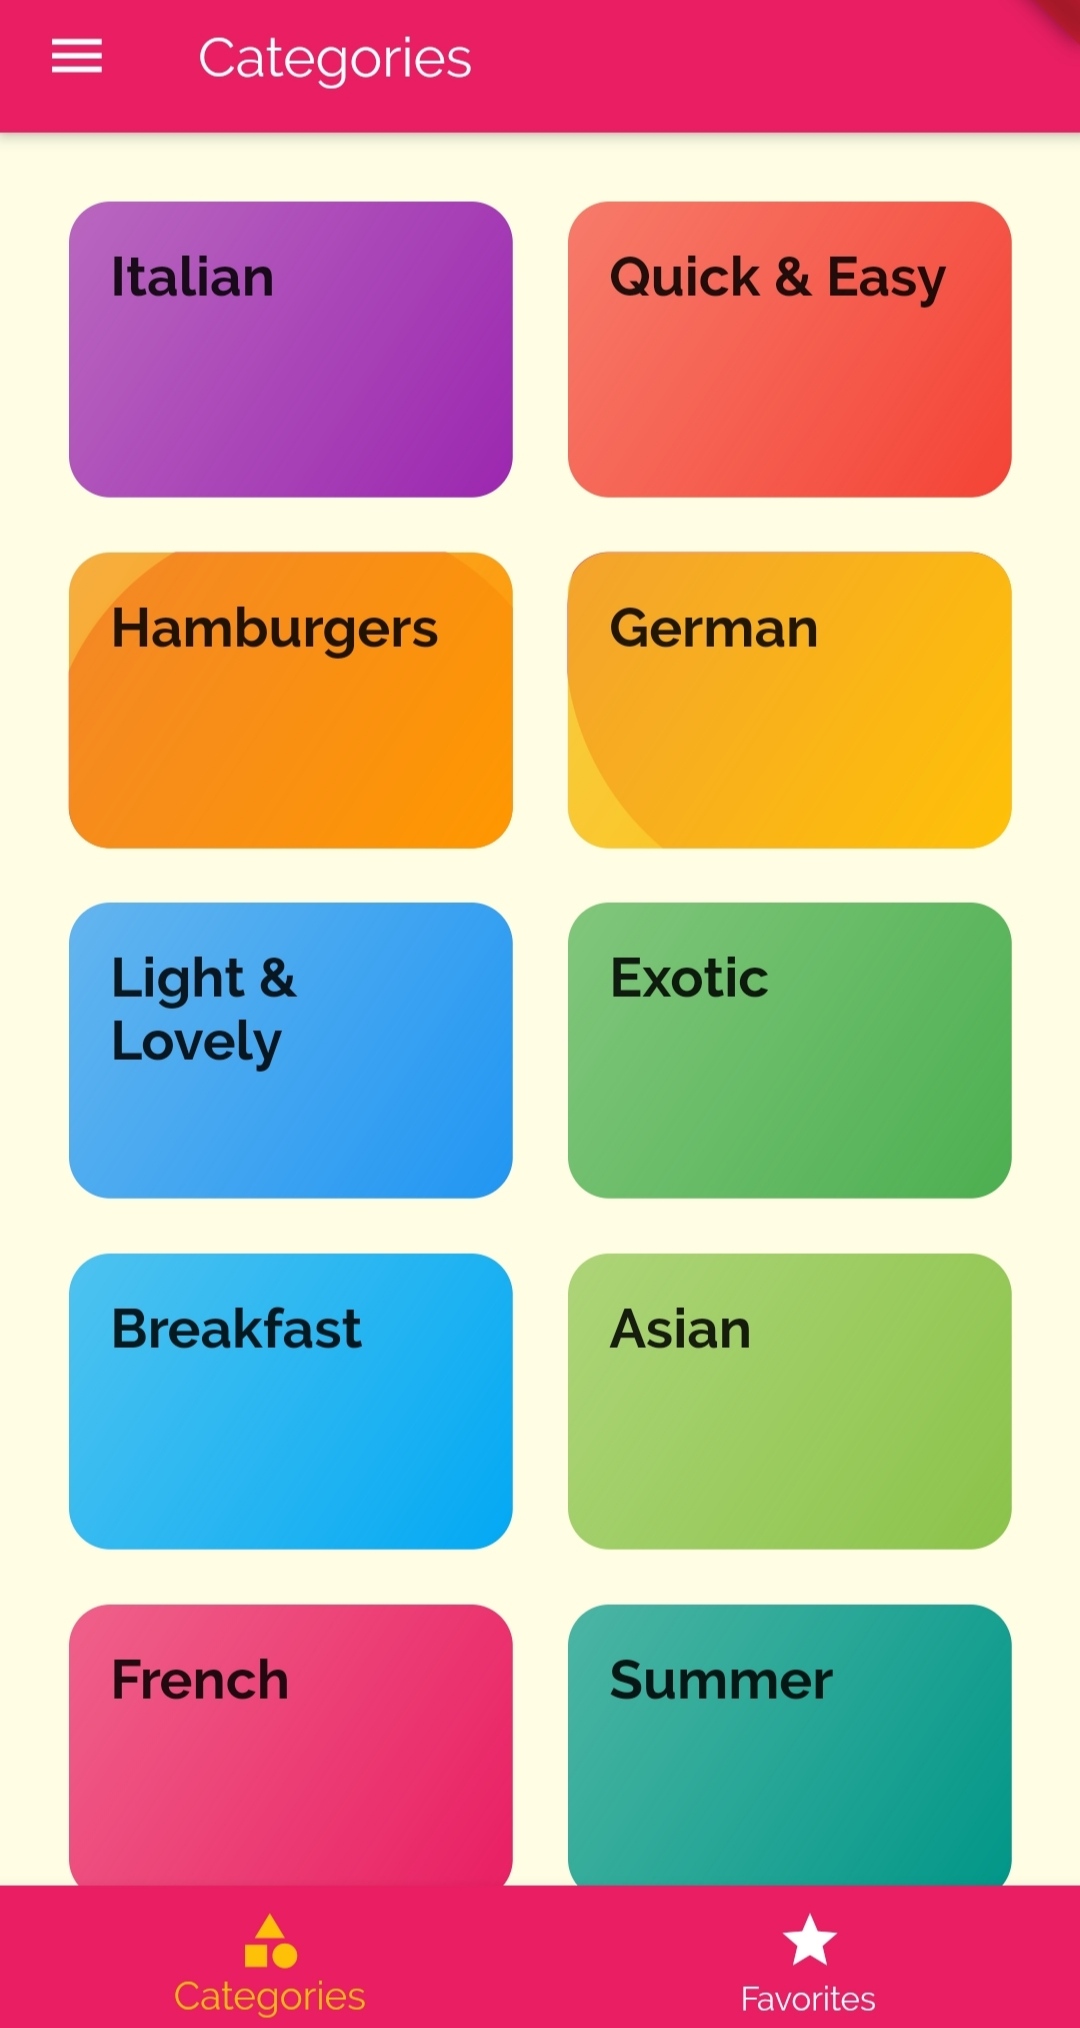 Categories
Italian
Quick & Easy
Hamburgers
German
Light &
Lovely
Exotic
Breakfast
Asian
French
Summer
Categories
Favorites